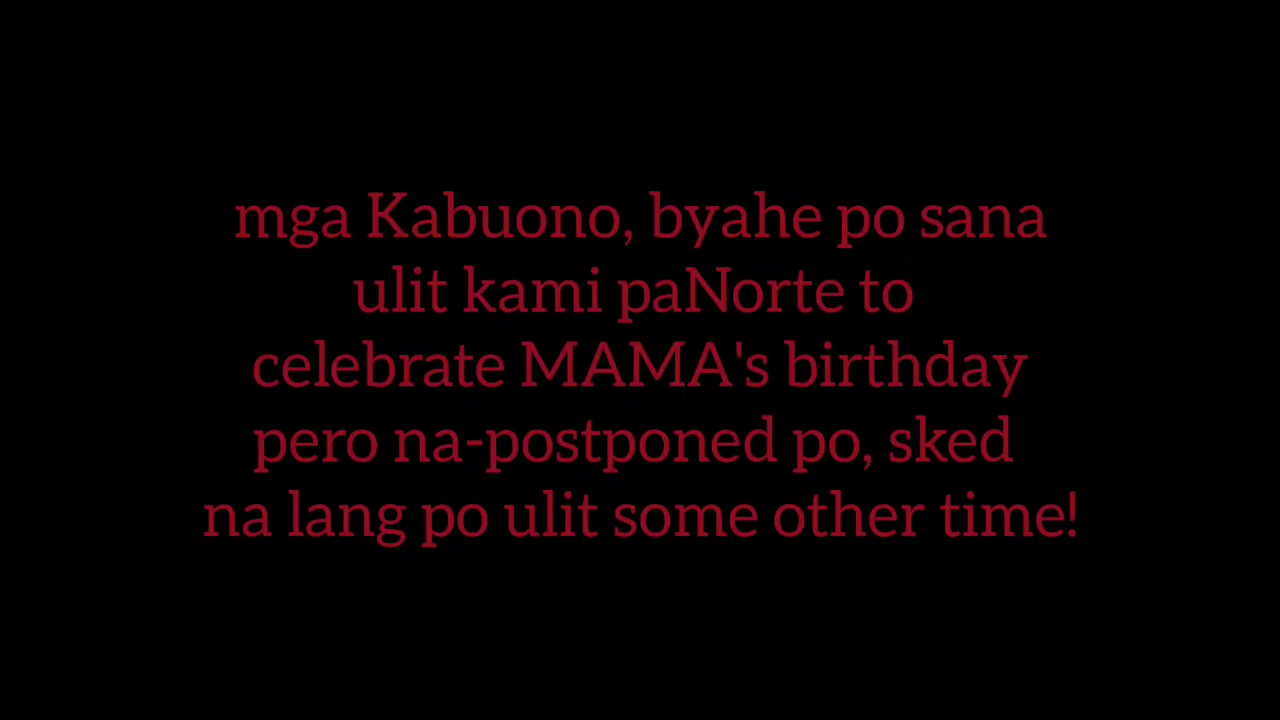 mga Kabuono, byahe po sana
ulit kami paNorte to
celebrate MAMA's birthday
pero na-postponed po, sked
na lang po ulit some other time!